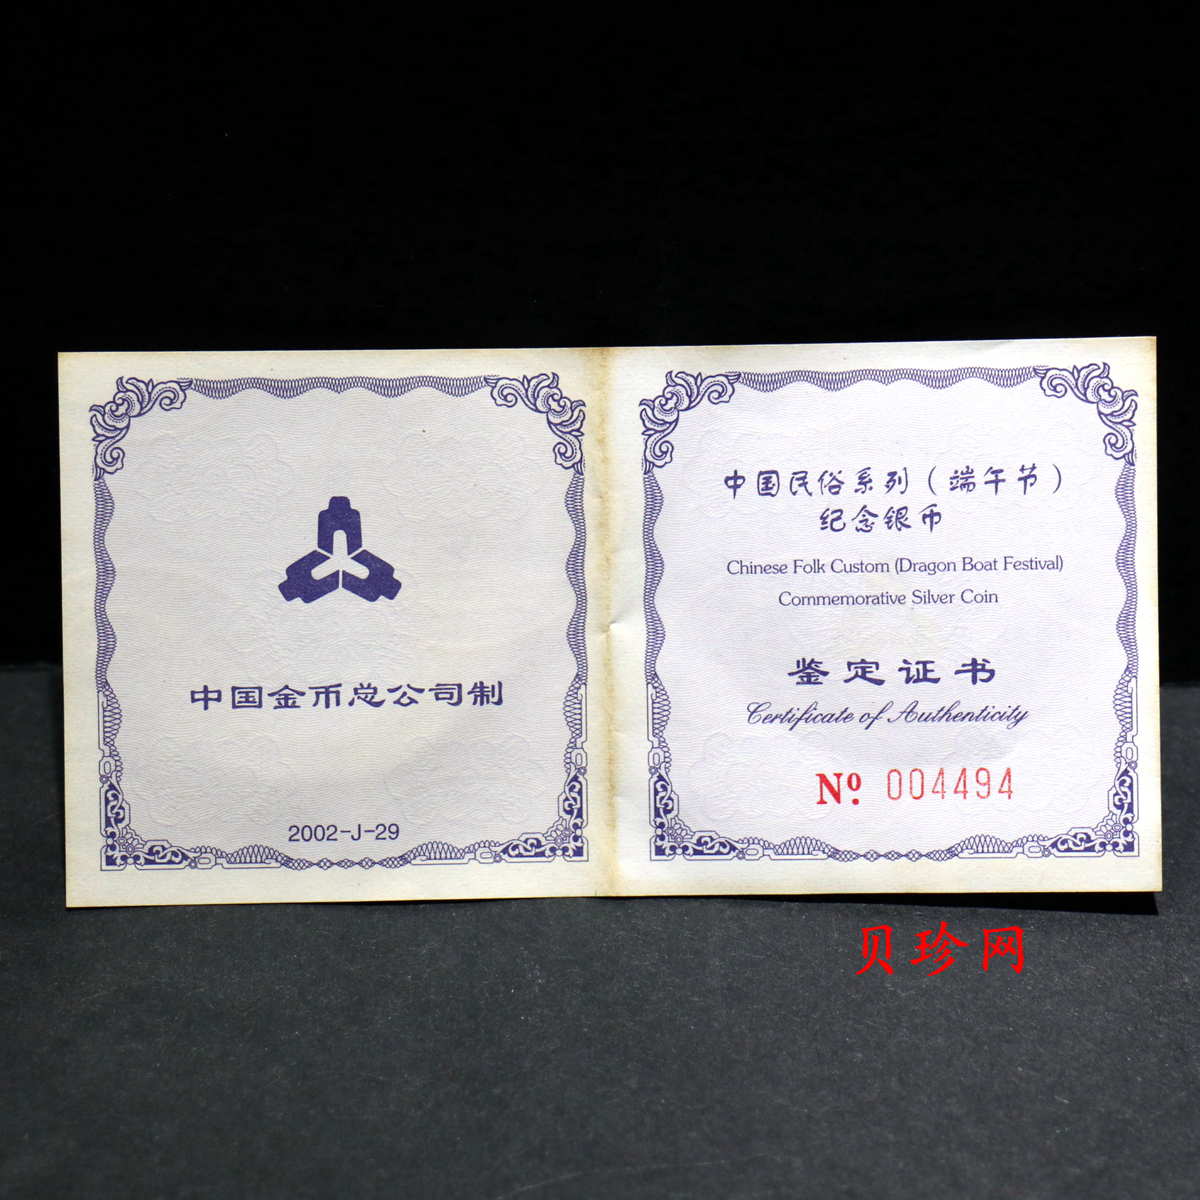 中国金币总公司制
2002-J-29
中国民俗系列（端午节）
纪念银币
Chinese Folk Custom (Dragon Boat Festival)
Commemorative Silver Coin
鉴定证书
Certificate of Authenticity
Nº. 004494
贝珍网